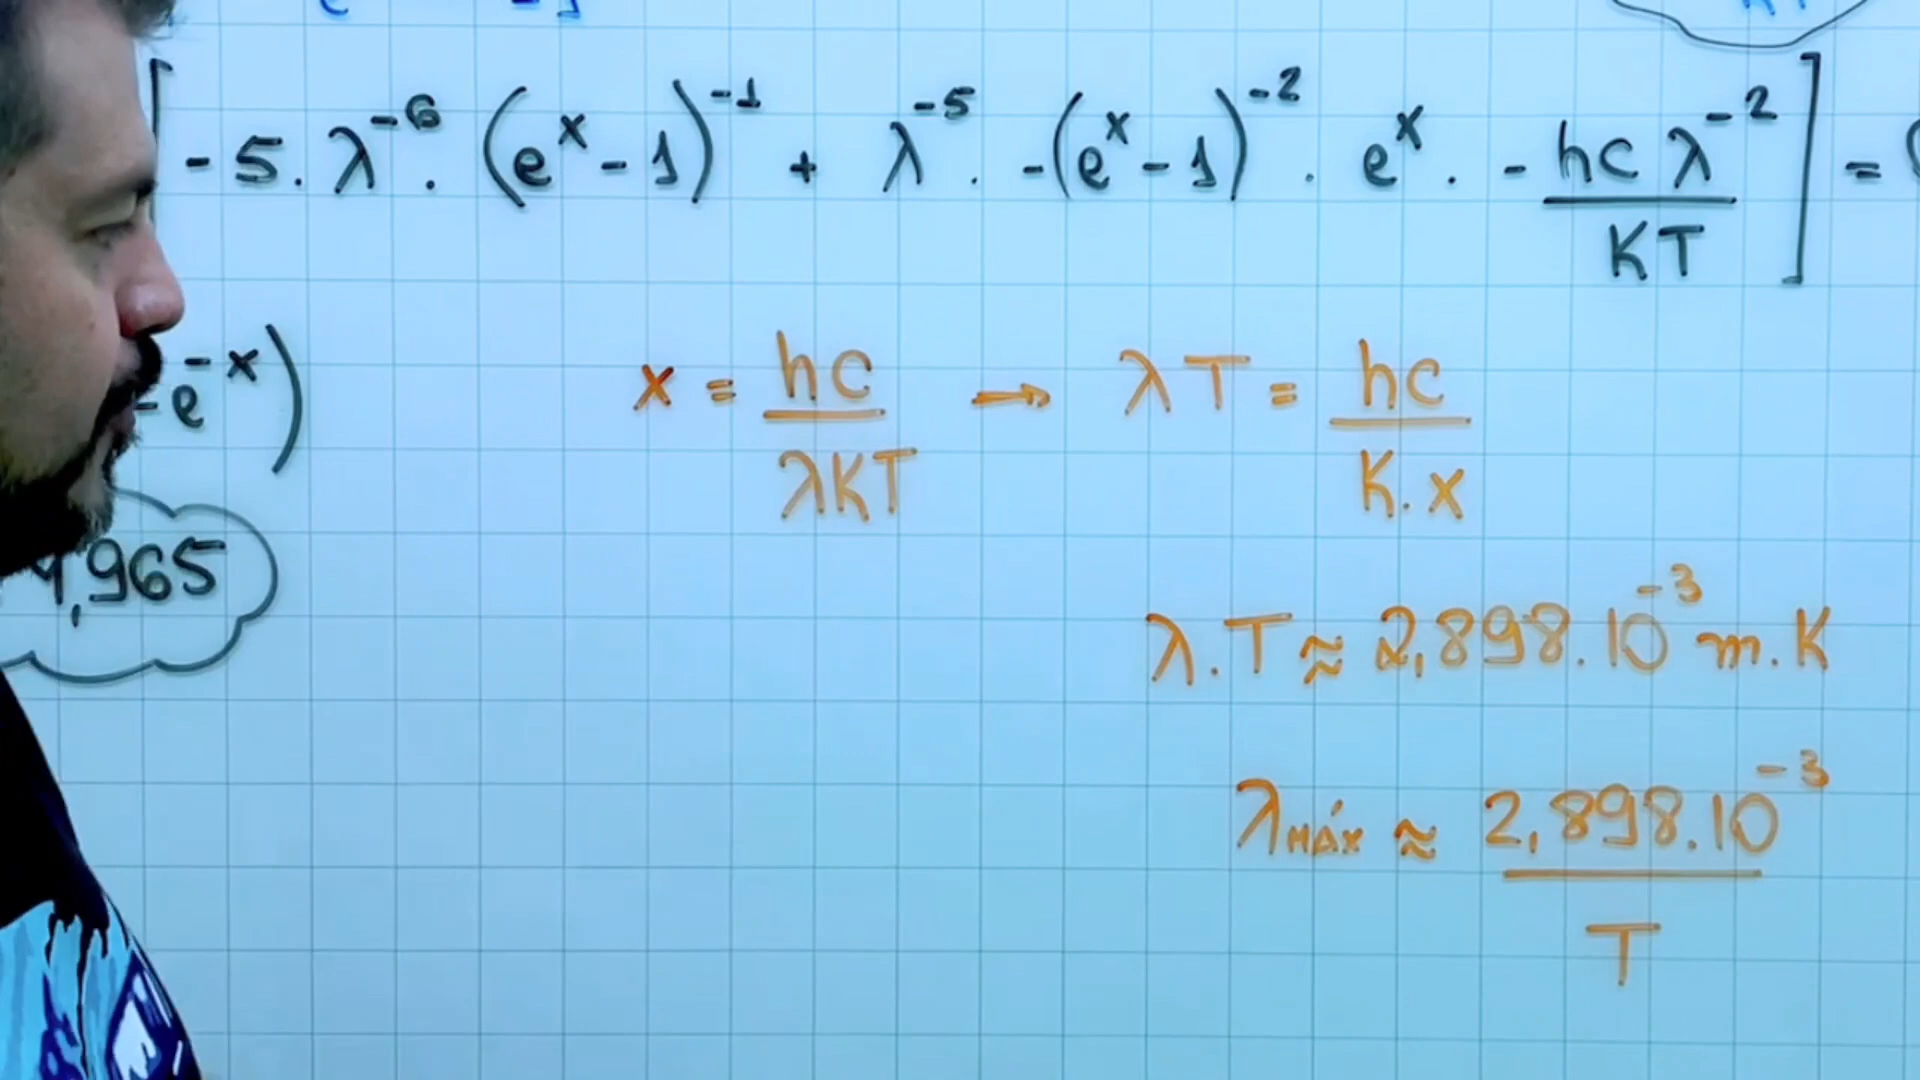 [-5.λ⁻⁶.(eˣ-1)⁻¹ + λ⁻⁵.-(eˣ-1)⁻².eˣ.-hcλ⁻²/KT] =
-e⁻ˣ)
x = hc/λKT → λT = hc/K.x
,965
λ.T ≈ 2,898.10⁻³ m.K
λmáx ≈ 2,898.10⁻³/T